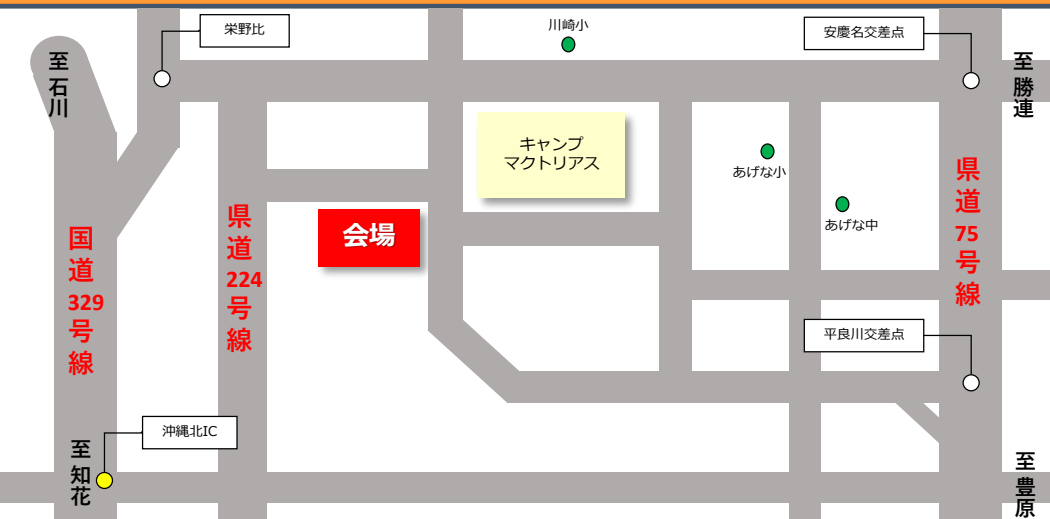 栄野比
川崎小
安慶名交差点
至石川
至勝連
キャンプ
マクトリアス
あげな小
あげな中
県道75号線
県道224号線
会場
国道329号線
平良川交差点
沖縄北IC
至知花
至豊原